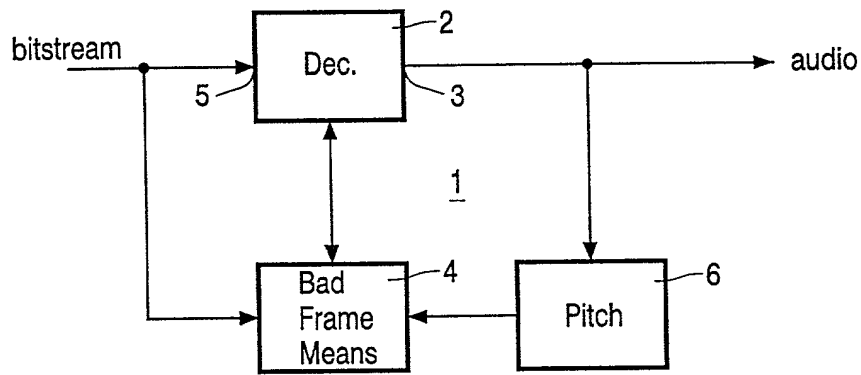 bitstream
5
Dec.
2
3
audio
1
Bad
Frame
Means
4
Pitch
6